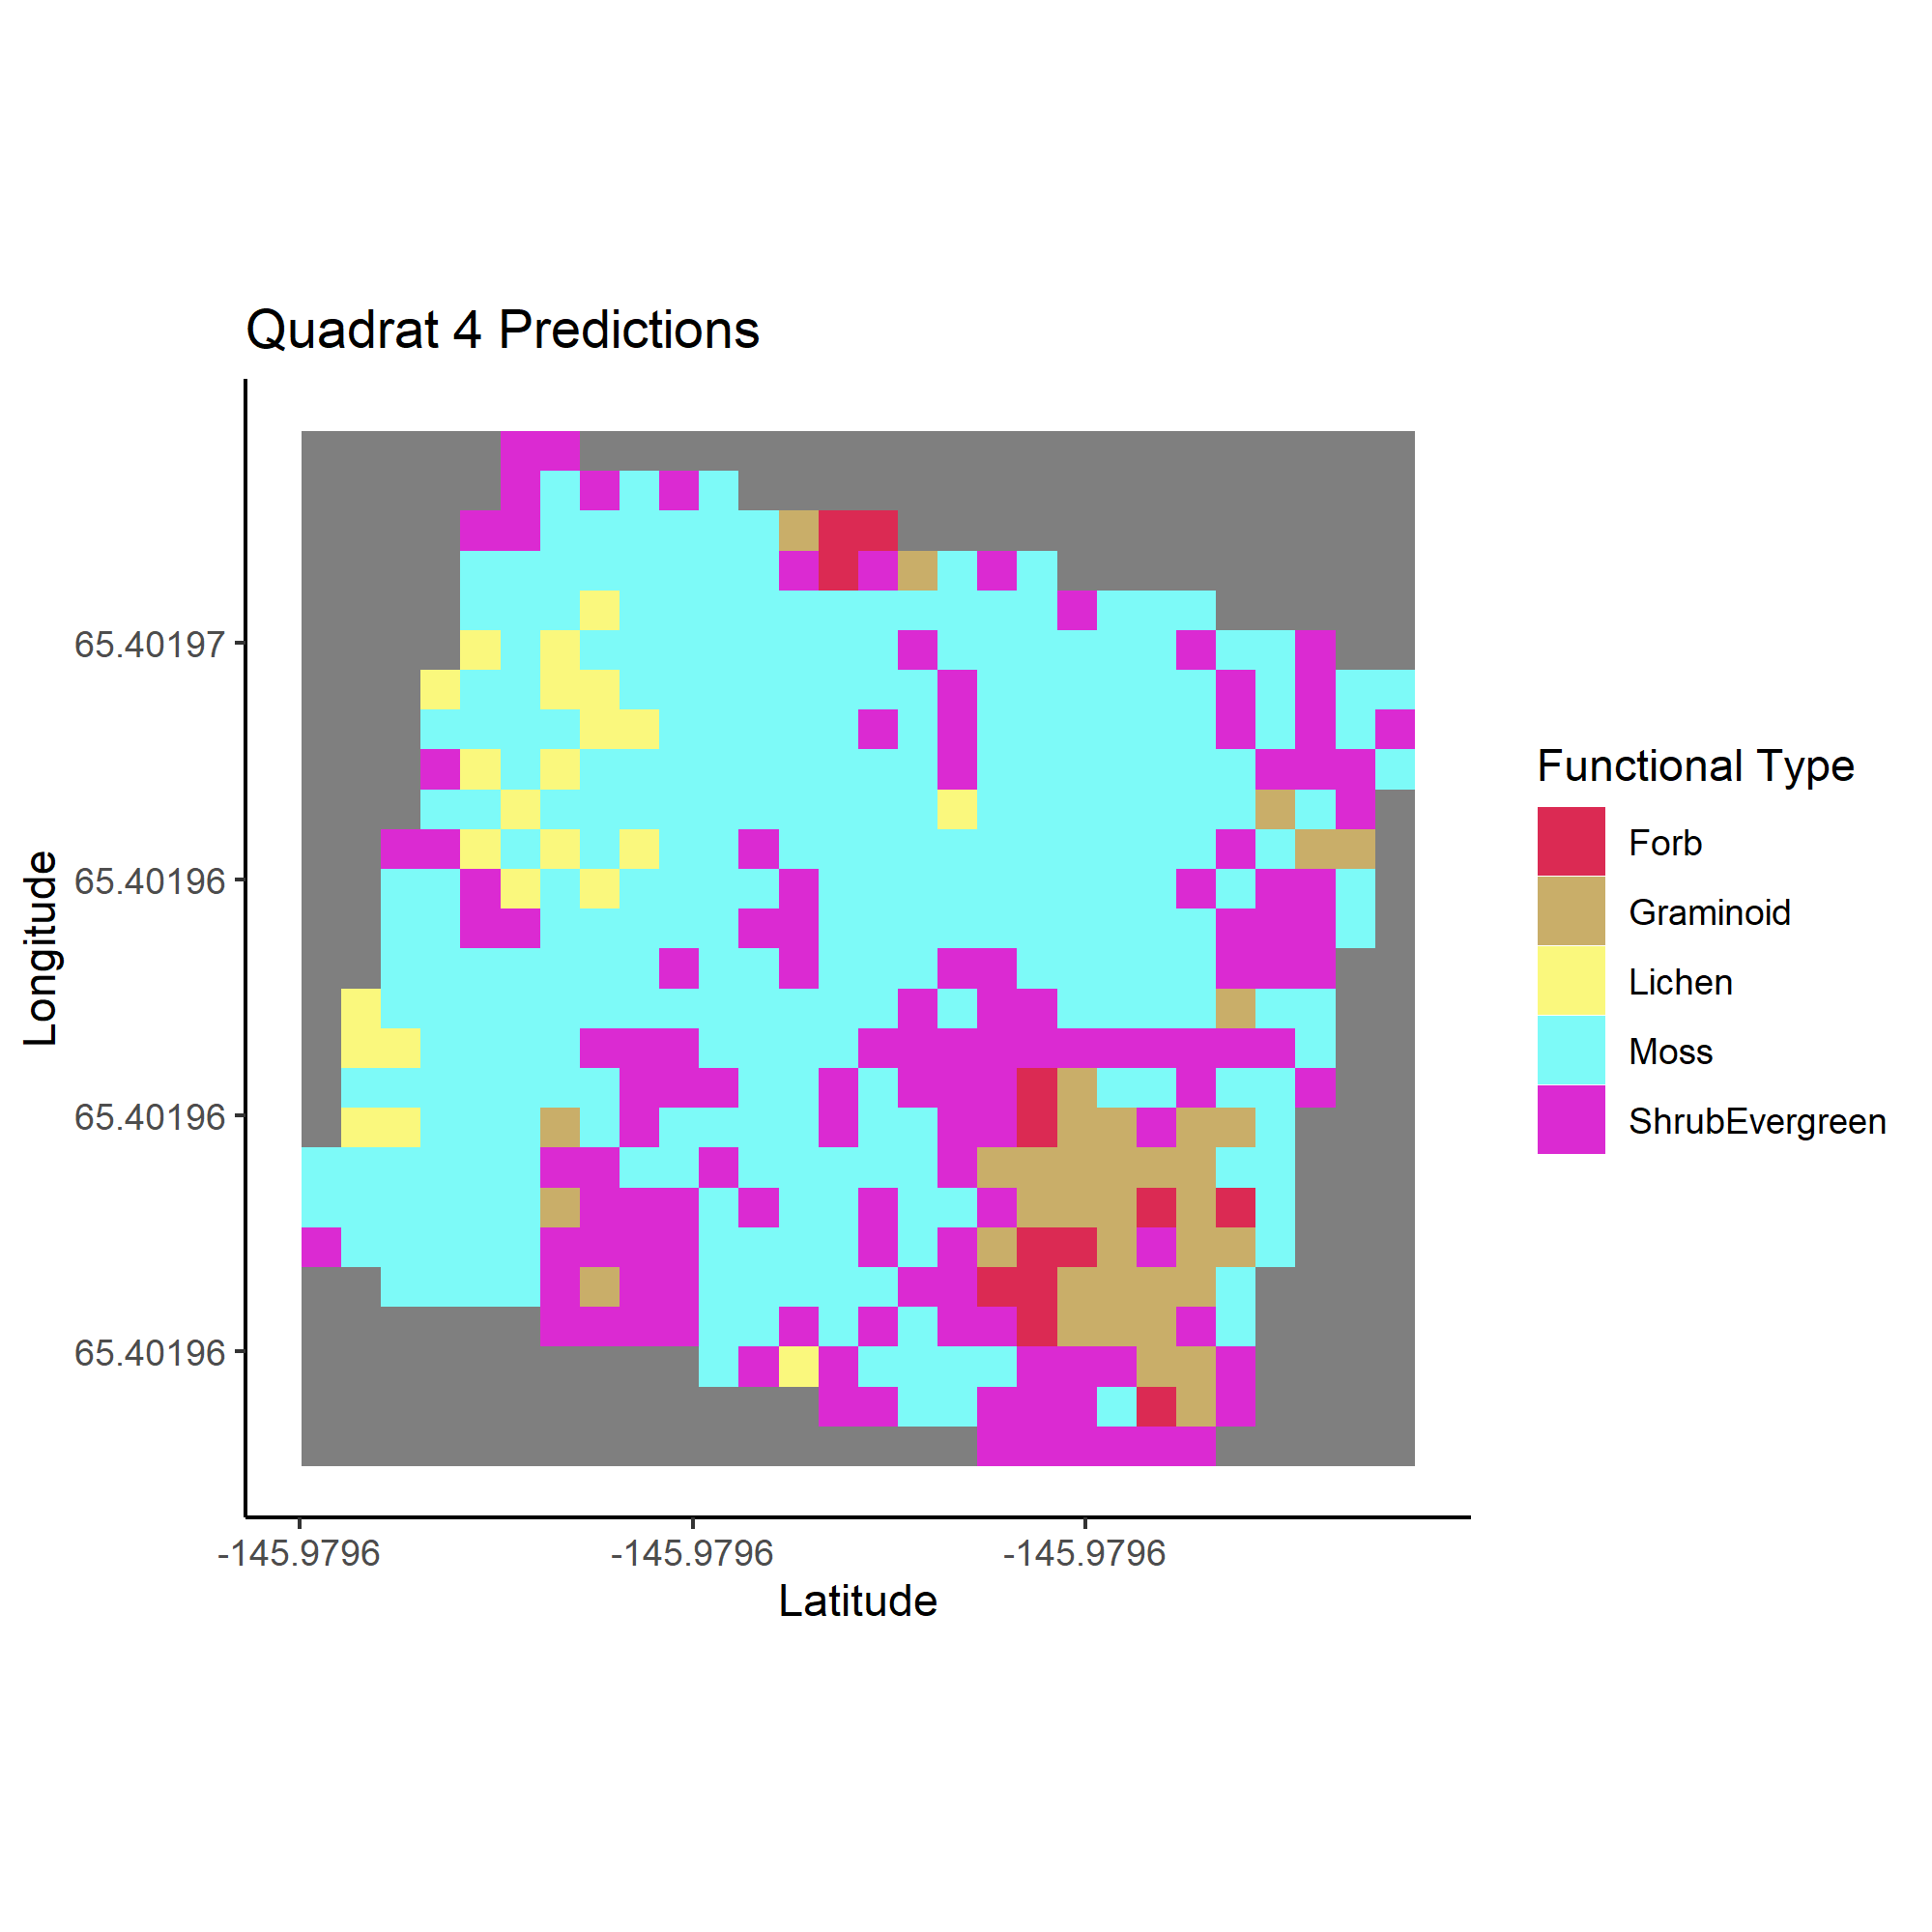 Quadrat 4 Predictions
Longitude
65.40197
65.40196
65.40196
65.40196
-145.9796 -145.9796 -145.9796
Latitude
Functional Type
Forb
Graminoid
Lichen
Moss
ShrubEvergreen